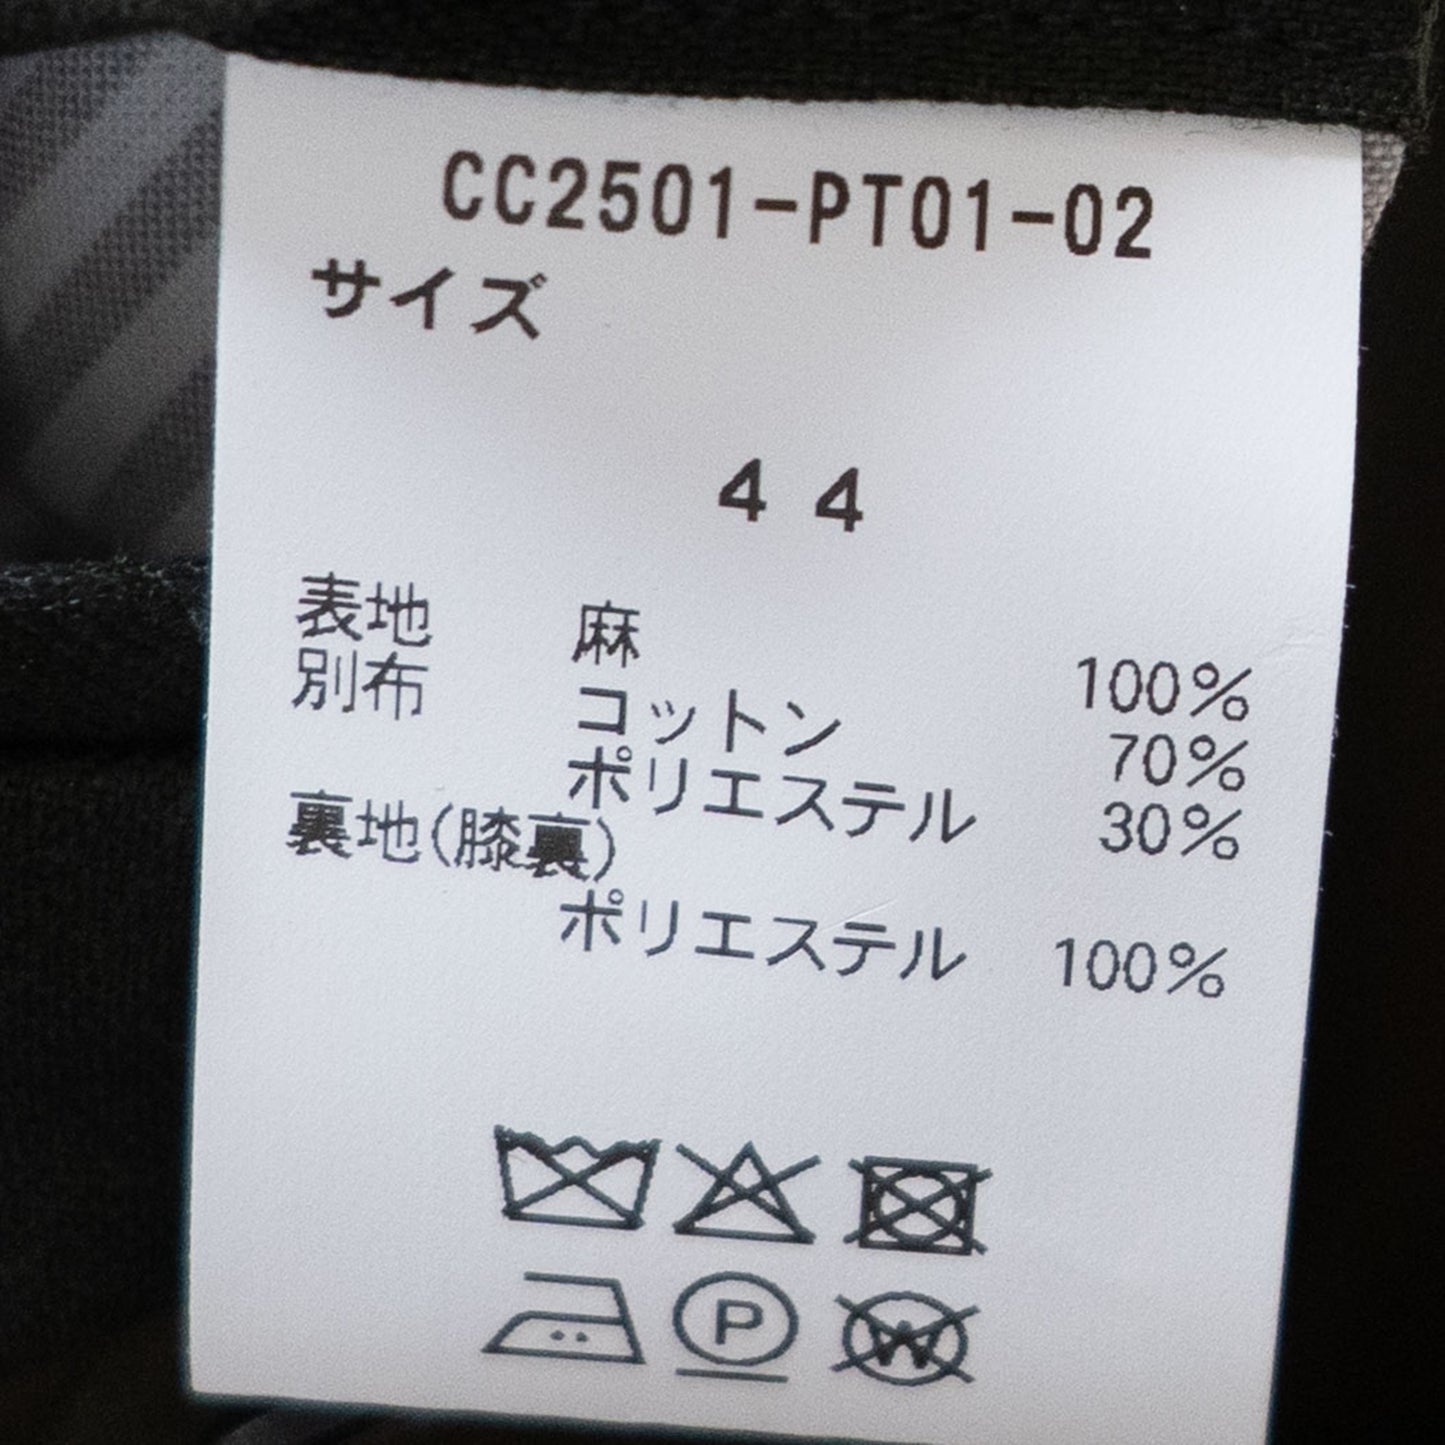 CC2501-PT01-02
サイズ
44
表地 麻 100%
別布 コットン 70%
ポリエステル 30%
裏地(膝裏)
ポリエステル 100%
P W